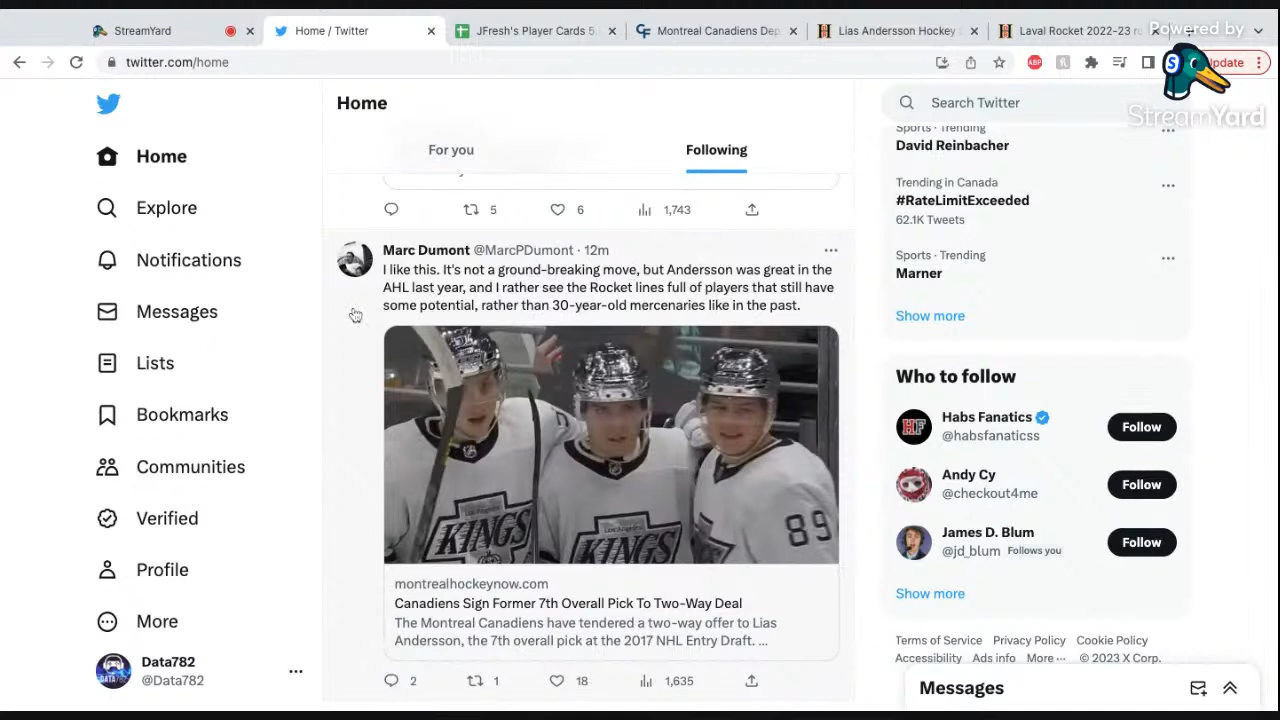 StreamYard
Home / Twitter
JFresh's Player Cards 5.
Montreal Canadiens Dep
Lias Andersson Hockey
Laval Rocket 2022-23 r
Powered by
twitter.com/home
ABP
Update
StreamYard
Home
Search Twitter
For you
Following
Home
Explore
Notifications
Messages
Lists
Bookmarks
Communities
Verified
Profile
More
Data782
@Data782
5
6
1,743
Marc Dumont @MarcPDumont · 12m
I like this. It's not a ground-breaking move, but Andersson was great in the
AHL last year, and I rather see the Rocket lines full of players that still have
some potential, rather than 30-year-old mercenaries like in the past.
KINGS
KINGS
89
montrealhockeynow.com
Canadiens Sign Former 7th Overall Pick To Two-Way Deal
The Montreal Canadiens have tendered a two-way offer to Lias
Andersson, the 7th overall pick at the 2017 NHL Entry Draft. ...
2
1
18
1,635
Sports · Trending
David Reinbacher
Trending in Canada
#RateLimitExceeded
62.1K Tweets
Sports · Trending
Marner
Show more
Who to follow
Habs Fanatics
@habsfanaticss
Follow
Andy Cy
@checkout4me
Follow
James D. Blum
@jd_blum Follows you
Follow
Show more
Terms of Service Privacy Policy Cookie Policy
Accessibility Ads info More ··· © 2023 X Corp.
Messages